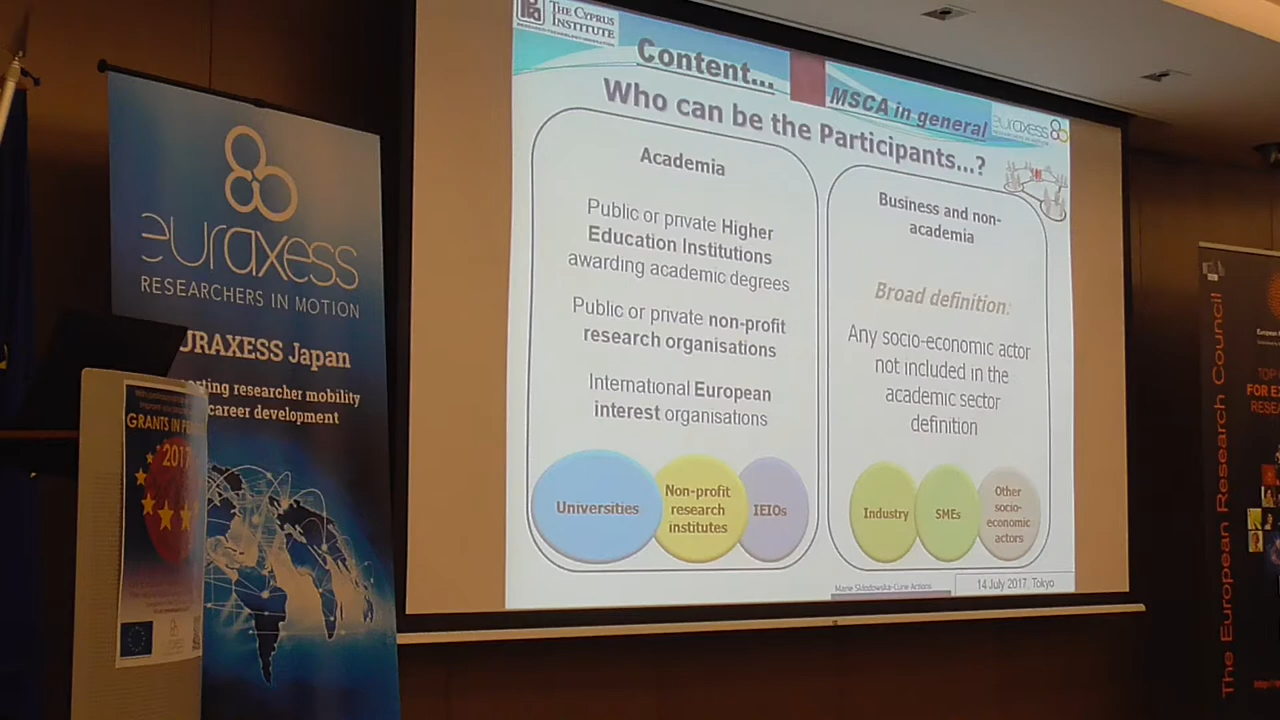 euraxess
RESEARCHERS IN MOTION
URAXESS Japan
rting researcher mobility
career development
GRANTS IN P
2017
THE CYPRUS
INSTITUTE
Content...
MSCA in general
euraxess
Who can be the Participants...?
Academia
Public or private Higher
Education Institutions
awarding academic degrees
Public or private non-profit
research organisations
International European
interest organisations
Universities
Non-profit
research
institutes
IEIOs
Business and non-
academia
Broad definition:
Any socio-economic actor
not included in the
academic sector
definition
Industry
SMEs
Other
socio-
economic
actors
Marie Skłodowska-Curie Actions
14 July 2017, Tokyo
The European Research Council
TOP
FOR E
RESE